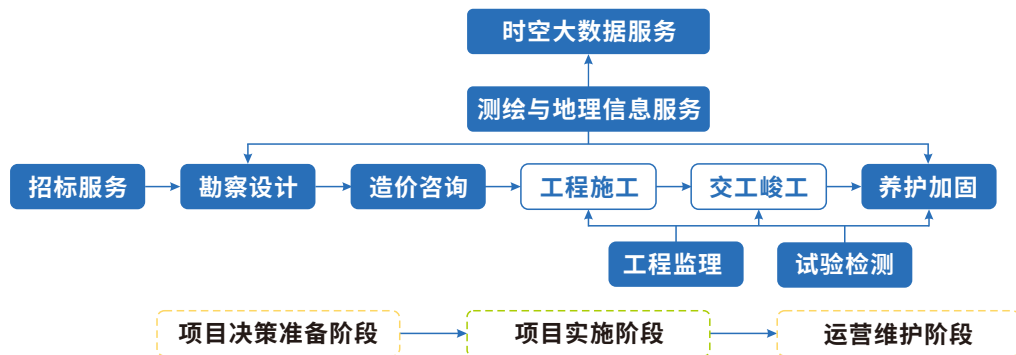 时空大数据服务
测绘与地理信息服务
招标服务
勘察设计
造价咨询
工程施工
交工峻工
养护加固
工程监理
试验检测
项目决策准备阶段
项目实施阶段
运营维护阶段